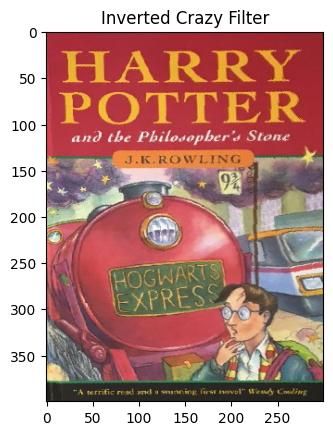 Inverted Crazy Filter
0
50
100
150
200
250
300
350
0
50
100
150
200
250
HARRY
POTTER
and the Philosopher's Stone
J.K.ROWLING
9¾
HOGWARTS
EXPRESS
"A terrific read and a stunning first novel" Wendy Cooling